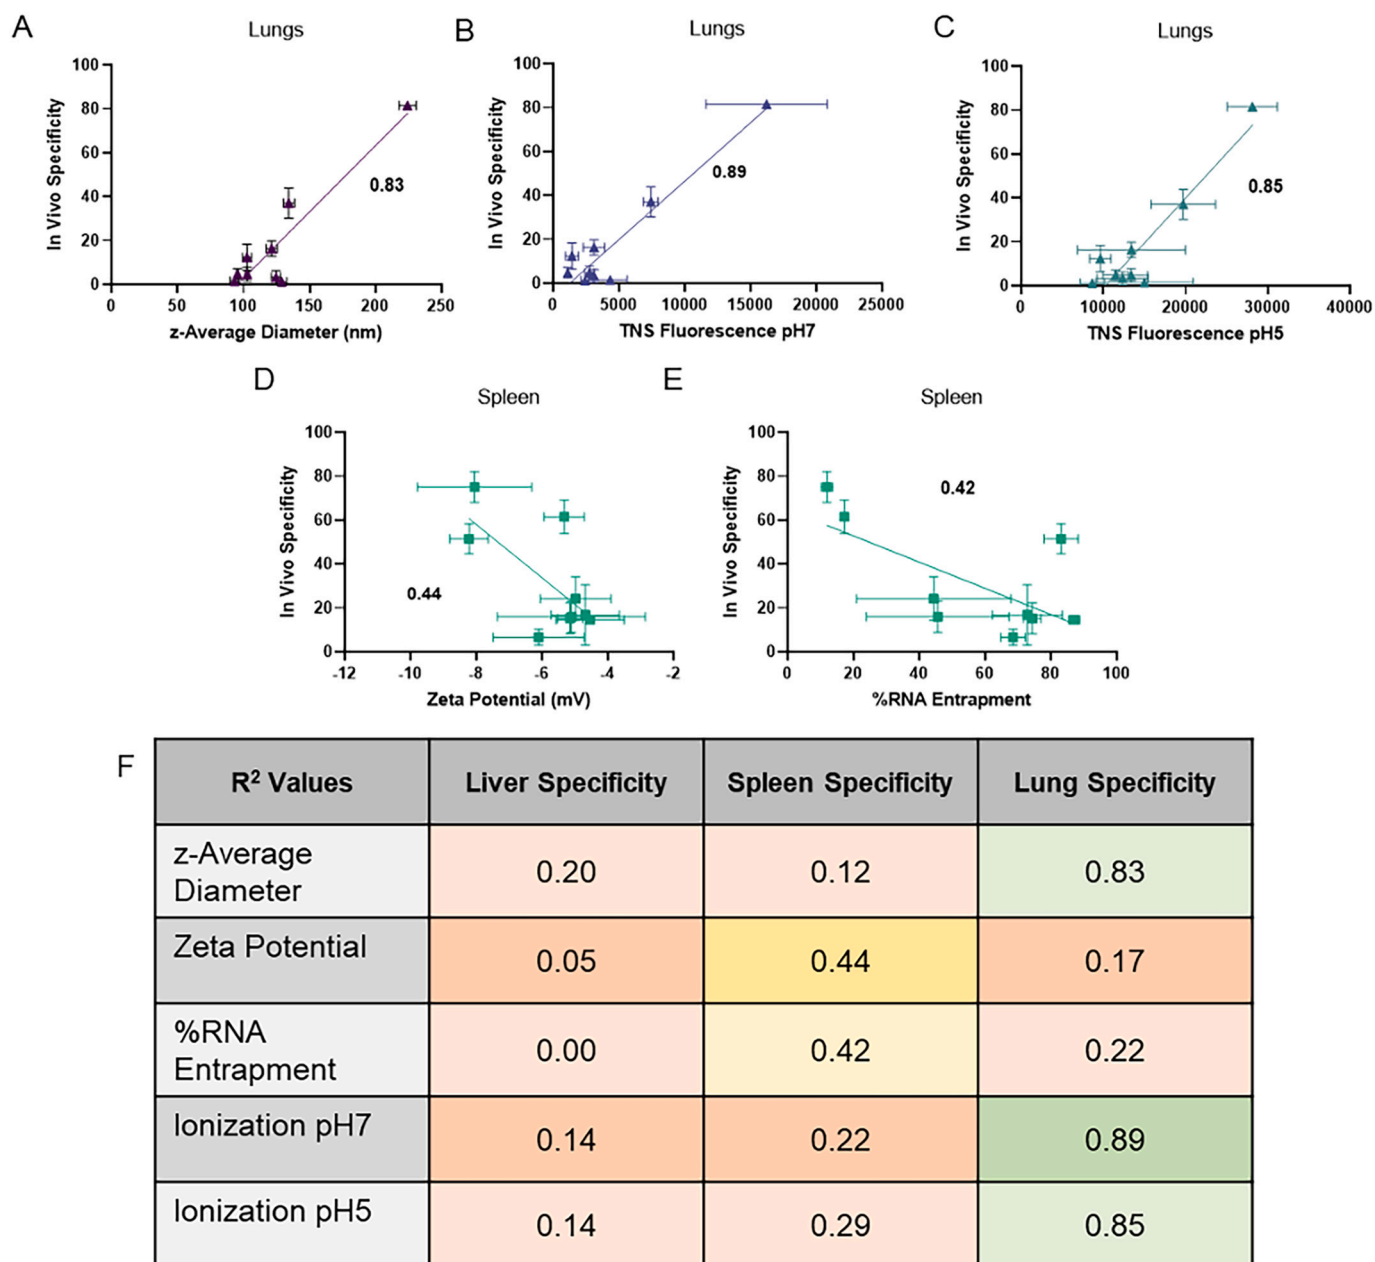 A
Lungs
In Vivo Specificity
100
80
60
40
20
0
0.83
0 50 100 150 200 250
z-Average Diameter (nm)
B
Lungs
In Vivo Specificity
100
80
60
40
20
0
0.89
0 5000 10000 15000 20000 25000
TNS Fluorescence pH7
C
Lungs
In Vivo Specificity
100
80
60
40
20
0
0.85
0 10000 20000 30000 40000
TNS Fluorescence pH5
D
Spleen
In Vivo Specificity
100
80
60
40
20
0
0.44
-12 -10 -8 -6 -4 -2
Zeta Potential (mV)
E
Spleen
In Vivo Specificity
100
80
60
40
20
0
0.42
0 20 40 60 80 100
%RNA Entrapment
F
R² Values Liver Specificity Spleen Specificity Lung Specificity
z-Average
Diameter
0.20 0.12 0.83
Zeta Potential
0.05 0.44 0.17
%RNA
Entrapment
0.00 0.42 0.22
Ionization pH7
0.14 0.22 0.89
Ionization pH5
0.14 0.29 0.85